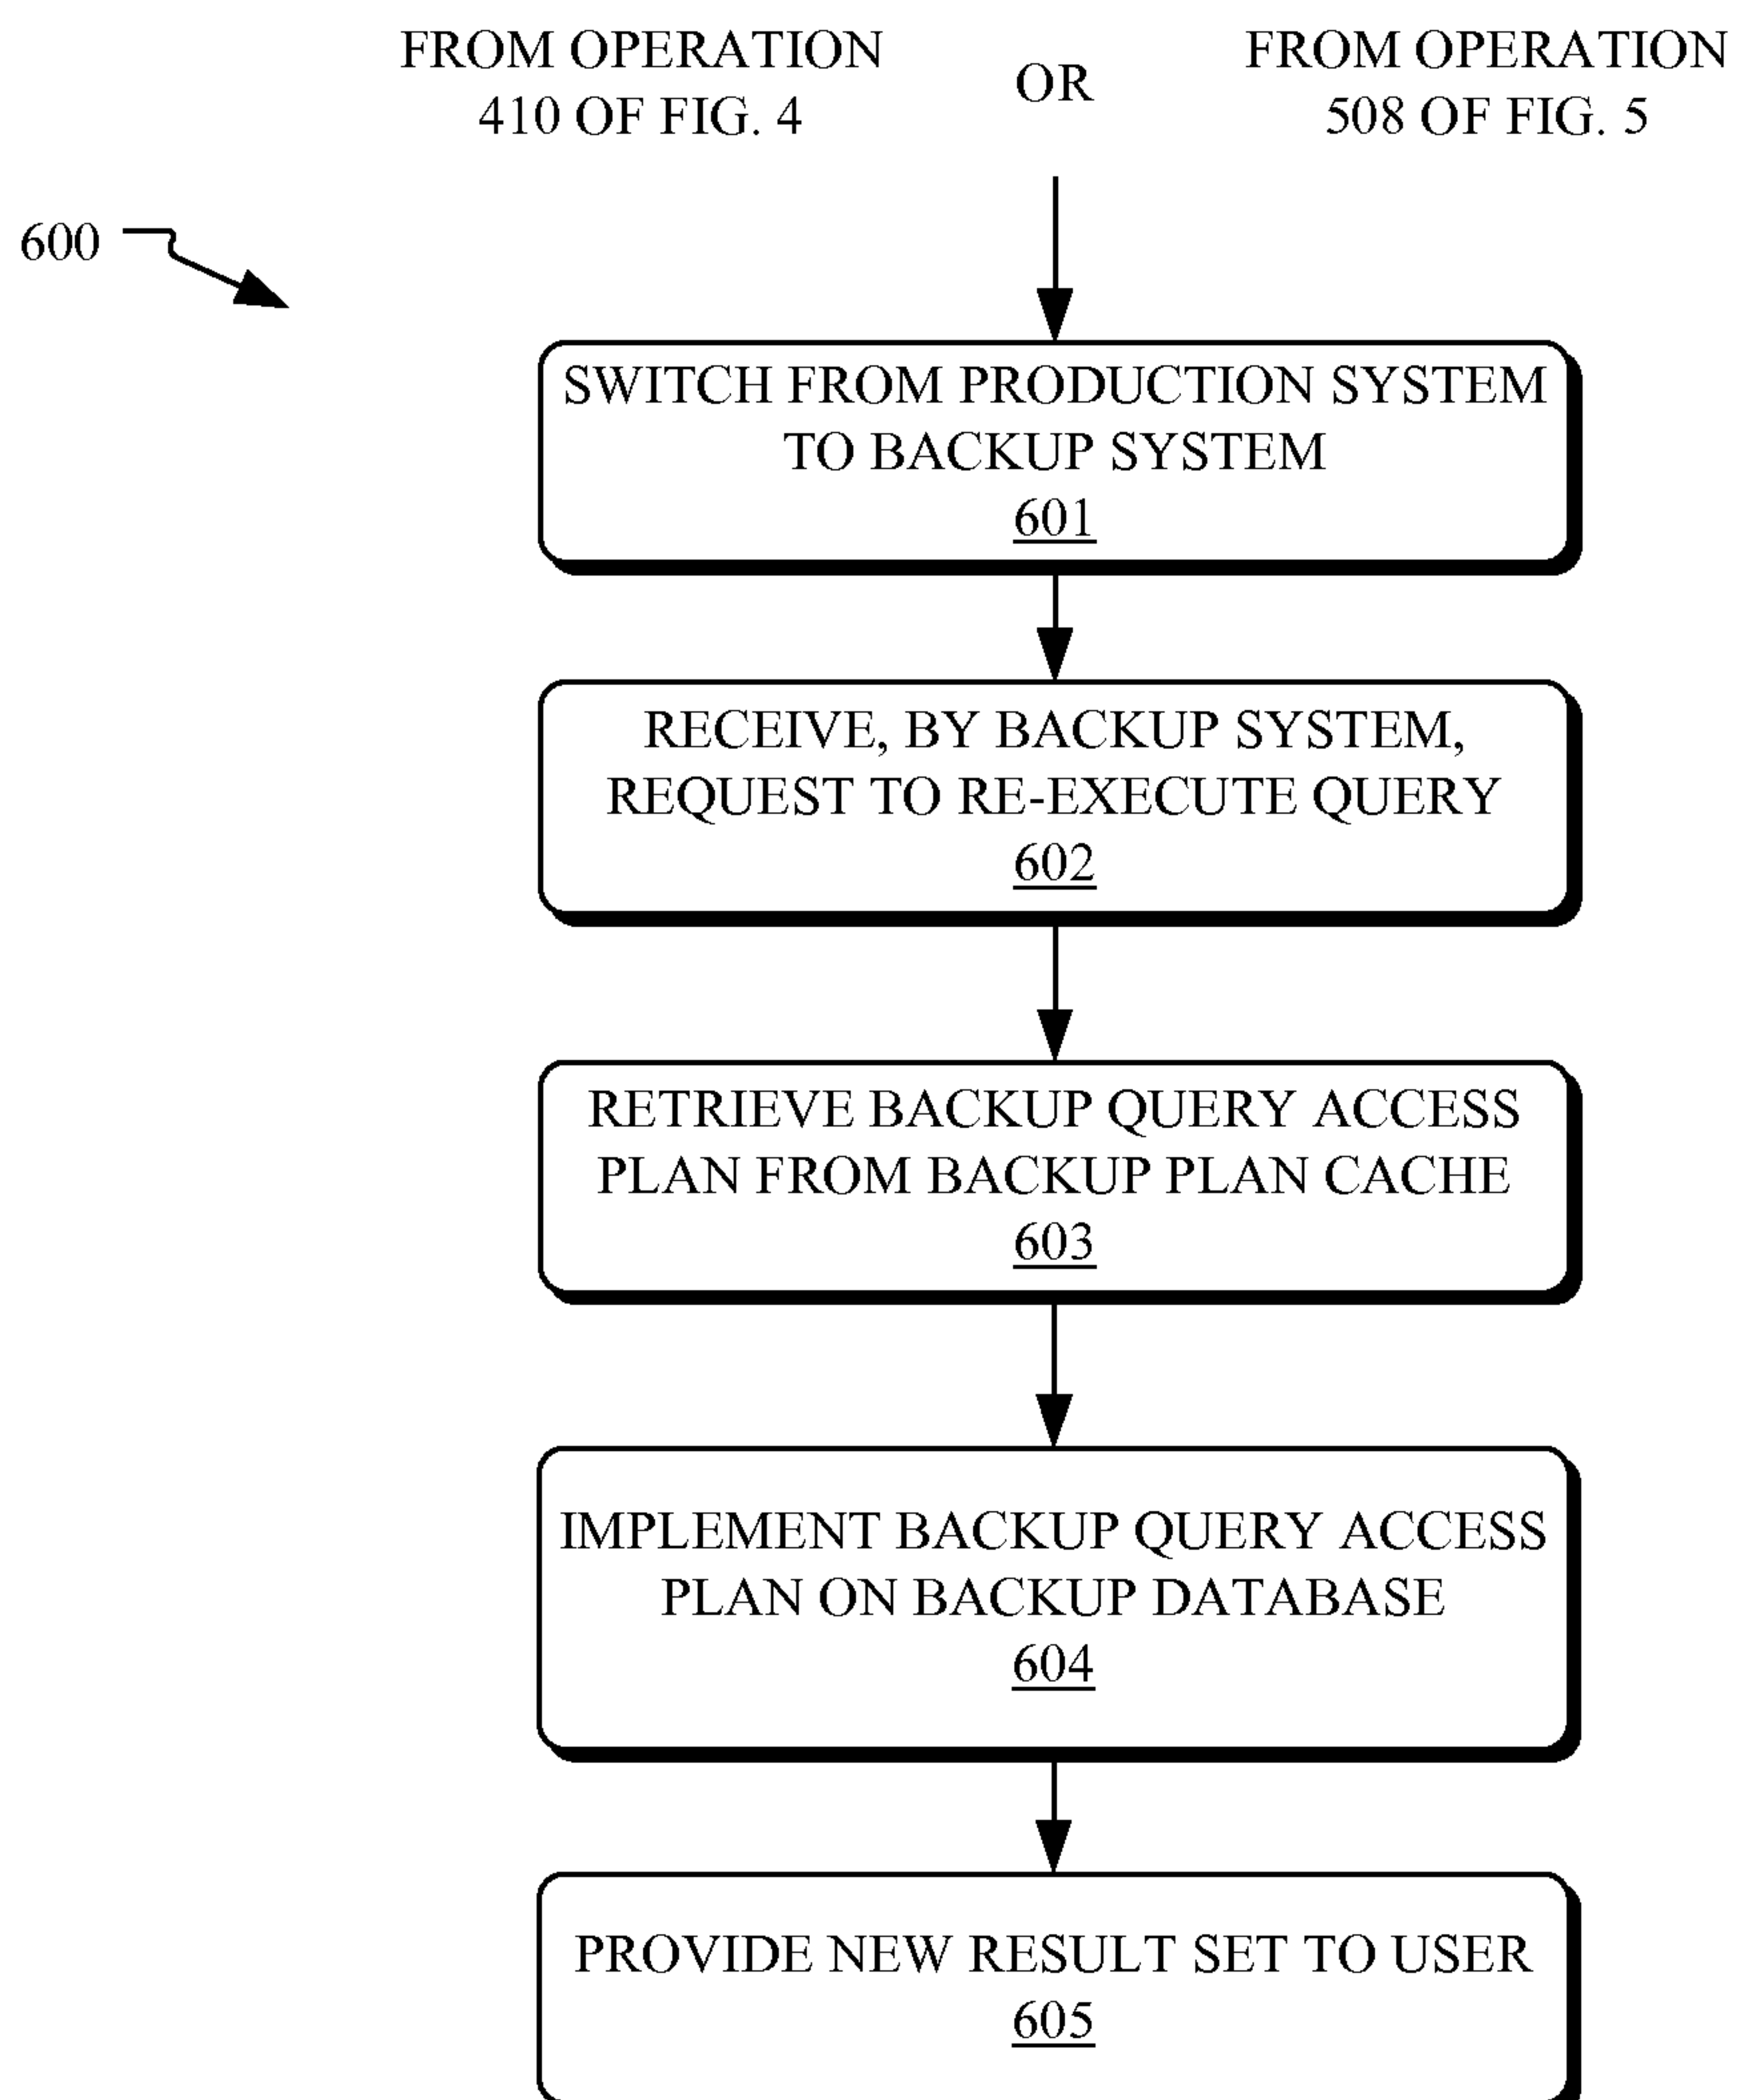 FROM OPERATION
410 OF FIG. 4
OR
FROM OPERATION
508 OF FIG. 5
600
SWITCH FROM PRODUCTION SYSTEM
TO BACKUP SYSTEM
601
RECEIVE, BY BACKUP SYSTEM,
REQUEST TO RE-EXECUTE QUERY
602
RETRIEVE BACKUP QUERY ACCESS
PLAN FROM BACKUP PLAN CACHE
603
IMPLEMENT BACKUP QUERY ACCESS
PLAN ON BACKUP DATABASE
604
PROVIDE NEW RESULT SET TO USER
605